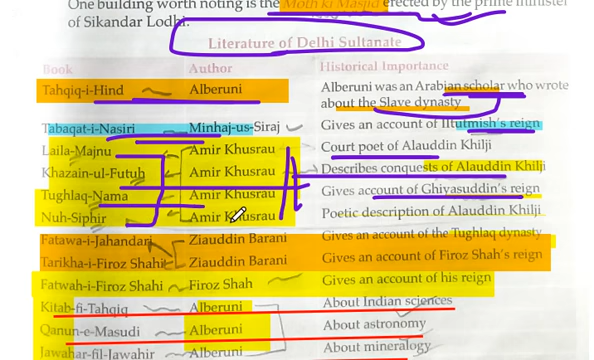 One building worth noting is the Moth ki Masjid erected by the prime minister
of Sikandar Lodhi.
Literature of Delhi Sultanate
Book Author Historical Importance
Tahqiq-i-Hind Alberuni Alberuni was an Arabian scholar who wrote
about the Slave dynasty
Tabaqat-i-Nasiri Minhaj-us-Siraj Gives an account of Iltutmish's reign
Laila-Majnu Amir Khusrau Court poet of Alauddin Khilji
Khazain-ul-Futuh Amir Khusrau Describes conquests of Alauddin Khilji
Tughlaq-Nama Amir Khusrau Gives account of Ghiyasuddin's reign
Nuh-Siphir Amir Khusrau Poetic description of Alauddin Khilji
Fatawa-i-Jahandari Ziauddin Barani Gives an account of the Tughlaq dynasty
Tarikha-i-Firoz Shahi Ziauddin Barani Gives an account of Firoz Shah's reign
Fatwah-i-Firoz Shahi Firoz Shah Gives an account of his reign
Kitab-fi-Tahqiq Alberuni About Indian sciences
Qanun-e-Masudi Alberuni About astronomy
Jawahar-fil-Jawahir Alberuni About mineralogy